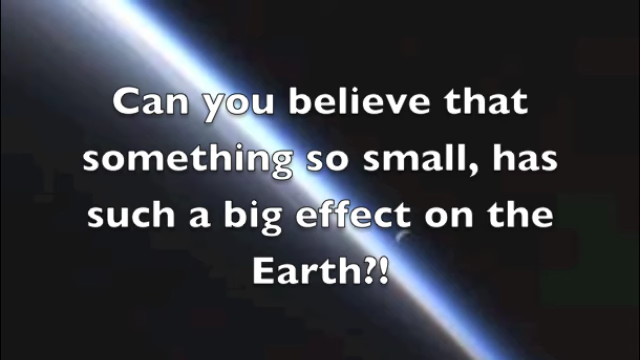 Can you believe that
something so small, has
such a big effect on the
Earth?!